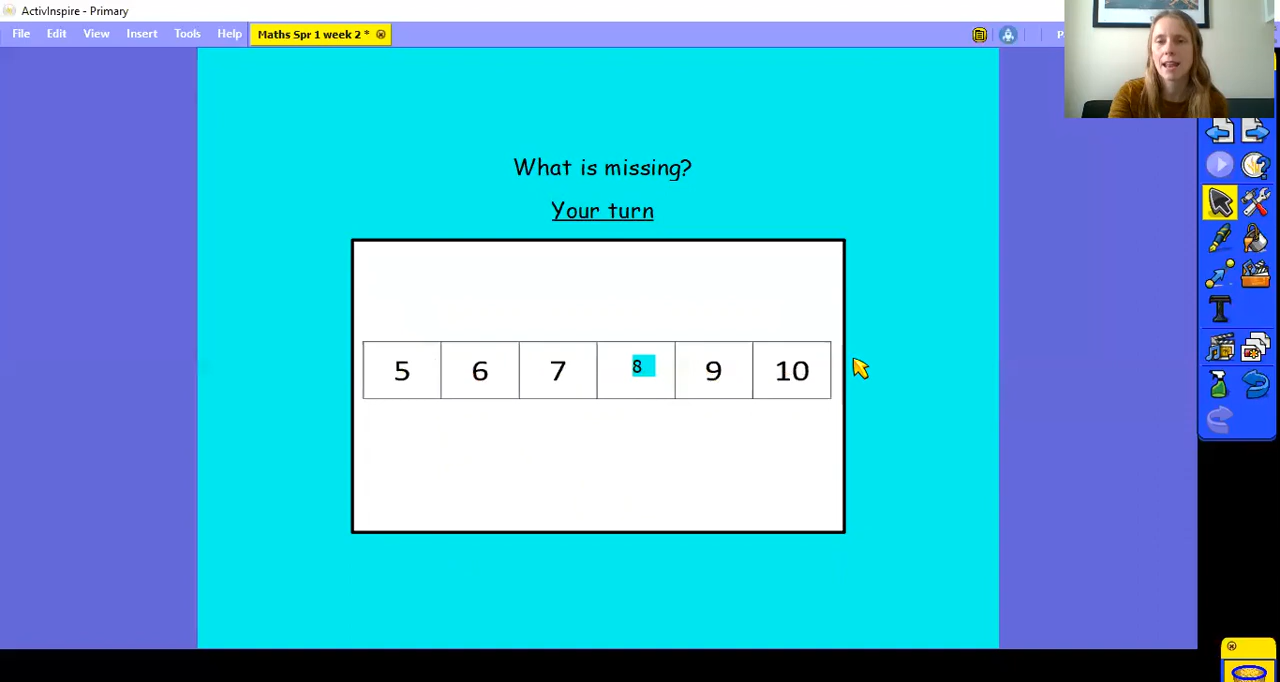 ActivInspire - Primary
File Edit View Insert Tools Help Maths Spr 1 week 2 *
What is missing?
Your turn
5 6 7 8 9 10